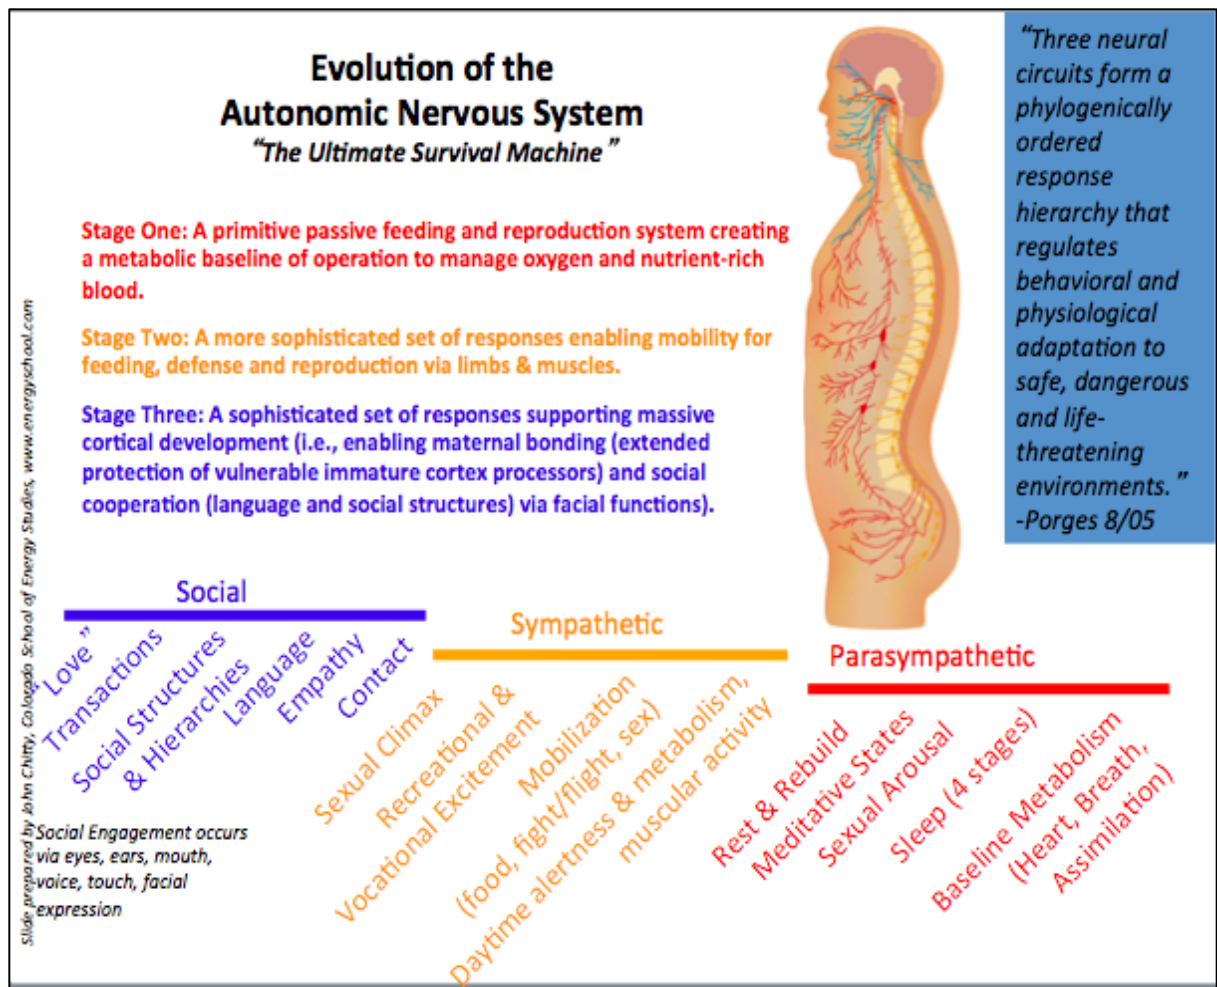 Evolution of the
Autonomic Nervous System
“The Ultimate Survival Machine”
Stage One: A primitive passive feeding and reproduction system creating
a metabolic baseline of operation to manage oxygen and nutrient-rich
blood.
Stage Two: A more sophisticated set of responses enabling mobility for
feeding, defense and reproduction via limbs & muscles.
Stage Three: A sophisticated set of responses supporting massive
cortical development (i.e., enabling maternal bonding (extended
protection of vulnerable immature cortex processors) and social
cooperation (language and social structures) via facial functions).
“Three neural
circuits form a
phylogenically
ordered
response
hierarchy that
regulates
behavioral and
physiological
adaptation to
safe, dangerous
and life-
threatening
environments.”
-Porges 8/05
Social
“Love”
Transactions
Social Structures
& Hierarchies
Language
Empathy
Contact
Sympathetic
Sexual Climax
Recreational &
Vocational Excitement
Mobilization
(food, fight/flight, sex)
Daytime alertness & metabolism,
muscular activity
Parasympathetic
Rest & Rebuild
Meditative States
Sexual Arousal
Sleep (4 stages)
Baseline Metabolism
(Heart, Breath,
Assimilation)
Social Engagement occurs
via eyes, ears, mouth,
voice, touch, facial
expression
Slide prepared by John Chitty, Colorado School of Energy Studies, www.energyschool.com